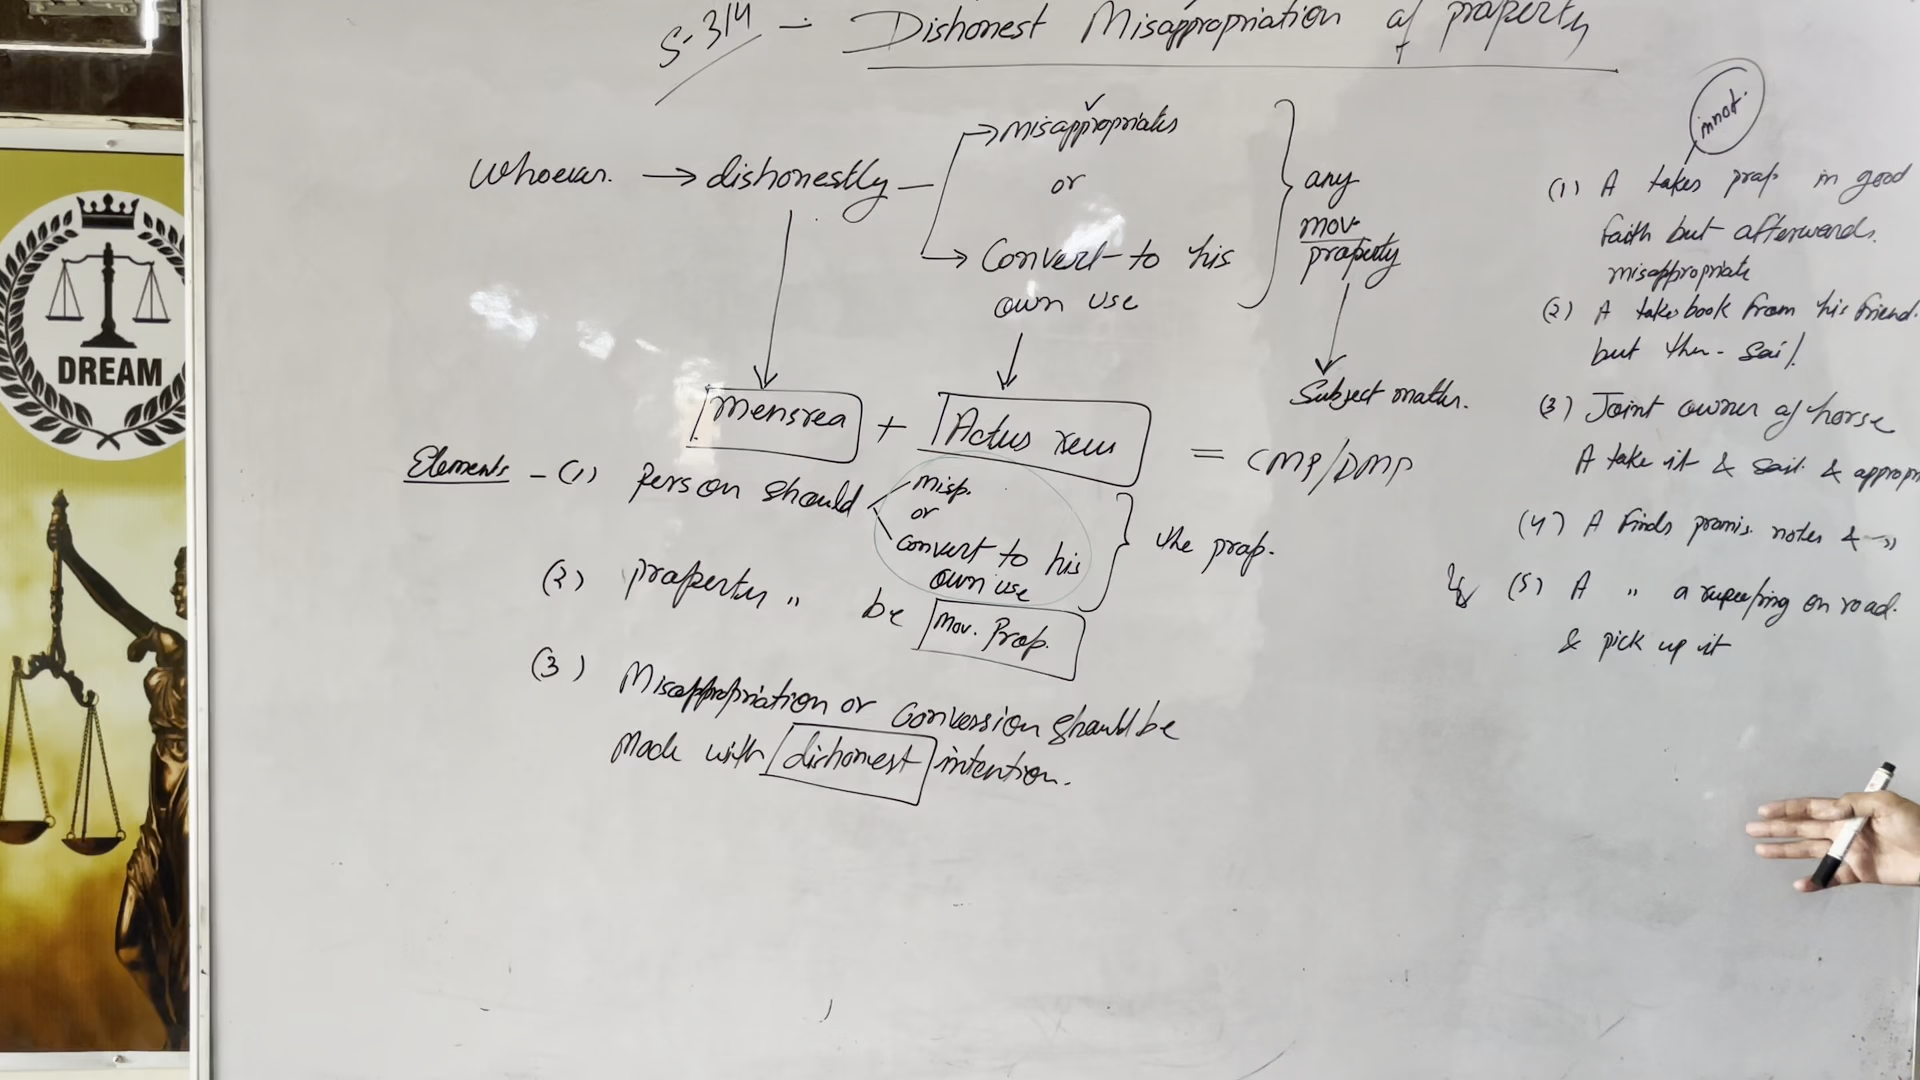 S-314 - Dishonest Misappropriation of property
Whoever. → dishonestly -
→ misappropriates
or
→ Convert to his
own use
any
mov.
property
Mensrea + Actus reus = CMP/DMP
Subject matter.
Elements - (1) person should
misp.
or
convert to his
own use
the prop.
(2) property " be mov. Prop.
(3) Misappropriation or Conversion should be
made with dishonest intention.
(1) A takes prop in good
faith but afterwards.
misappropriate
(2) A takes book from his friend.
but then - sail.
(3) Joint owner of horse
A take it & sail & approp
(4) A finds promis. notes & - "
(5) A " a rupee/ring on road.
& pick up it
DREAM